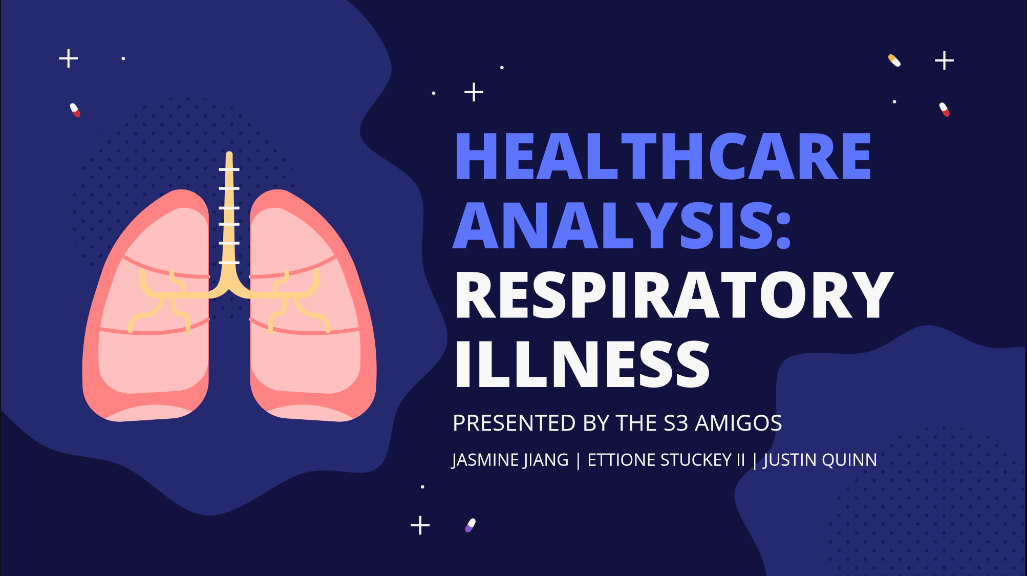 HEALTHCARE
ANALYSIS:
RESPIRATORY
ILLNESS
PRESENTED BY THE S3 AMIGOS
JASMINE JIANG | ETTIONE STUCKEY II | JUSTIN QUINN